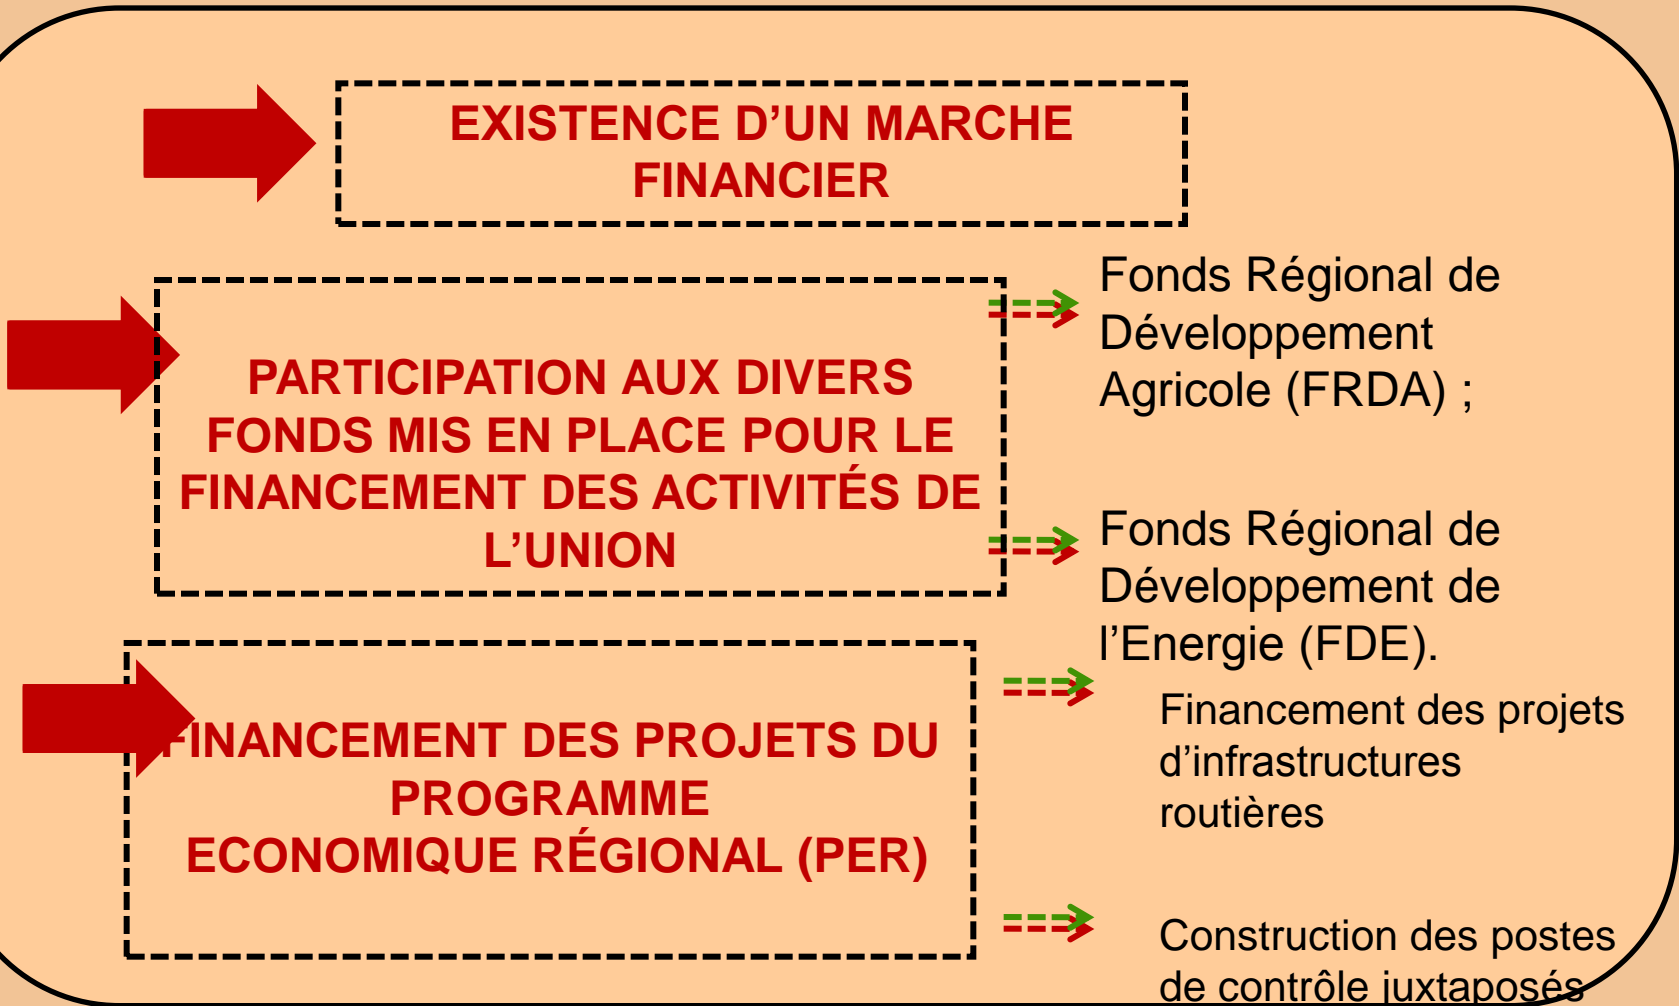 EXISTENCE D’UN MARCHE
FINANCIER
PARTICIPATION AUX DIVERS
FONDS MIS EN PLACE POUR LE
FINANCEMENT DES ACTIVITÉS DE
L’UNION
Fonds Régional de
Développement
Agricole (FRDA) ;
Fonds Régional de
Développement de
l’Energie (FDE).
FINANCEMENT DES PROJETS DU
PROGRAMME
ECONOMIQUE RÉGIONAL (PER)
Financement des projets
d’infrastructures
routières
Construction des postes
de contrôle juxtaposés